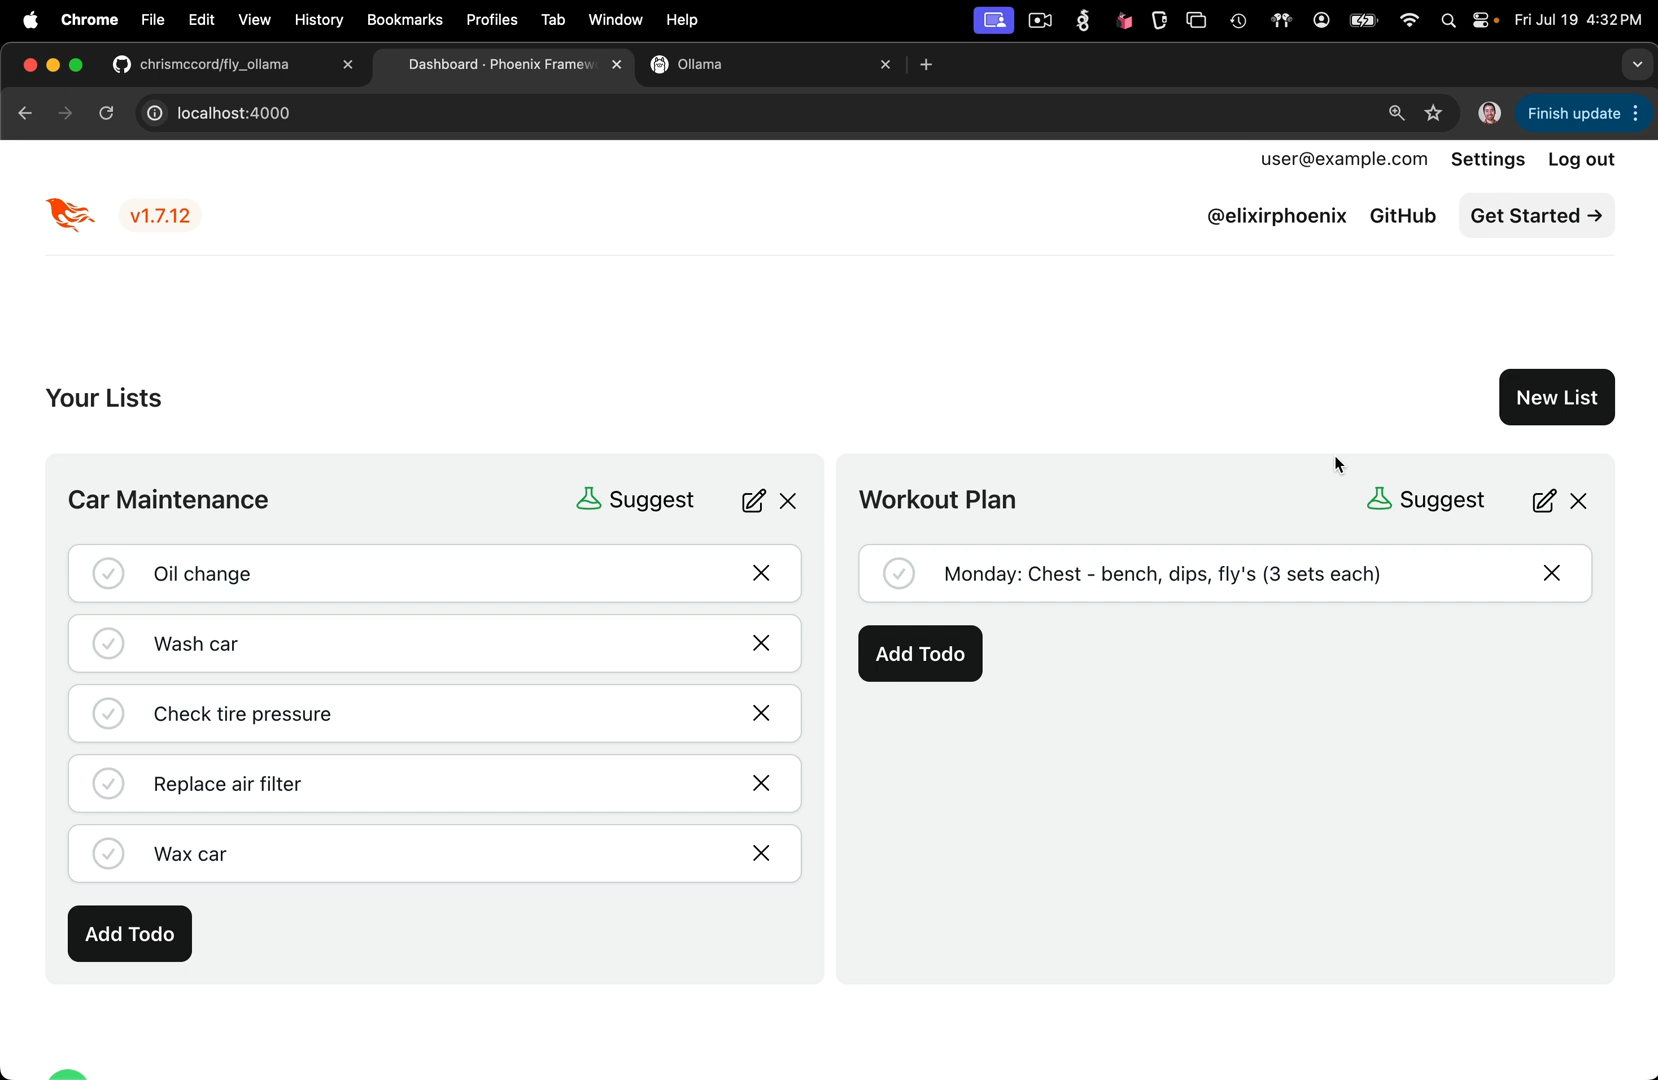 Chrome File Edit View History Bookmarks Profiles Tab Window Help Fri Jul 19 4:32 PM
chrismccord/fly_ollama Dashboard · Phoenix Framew Ollama
localhost:4000 Finish update
user@example.com Settings Log out
v1.7.12 @elixirphoenix GitHub Get Started →
Your Lists New List
Car Maintenance Suggest
Oil change
Wash car
Check tire pressure
Replace air filter
Wax car
Add Todo
Workout Plan Suggest
Monday: Chest - bench, dips, fly's (3 sets each)
Add Todo